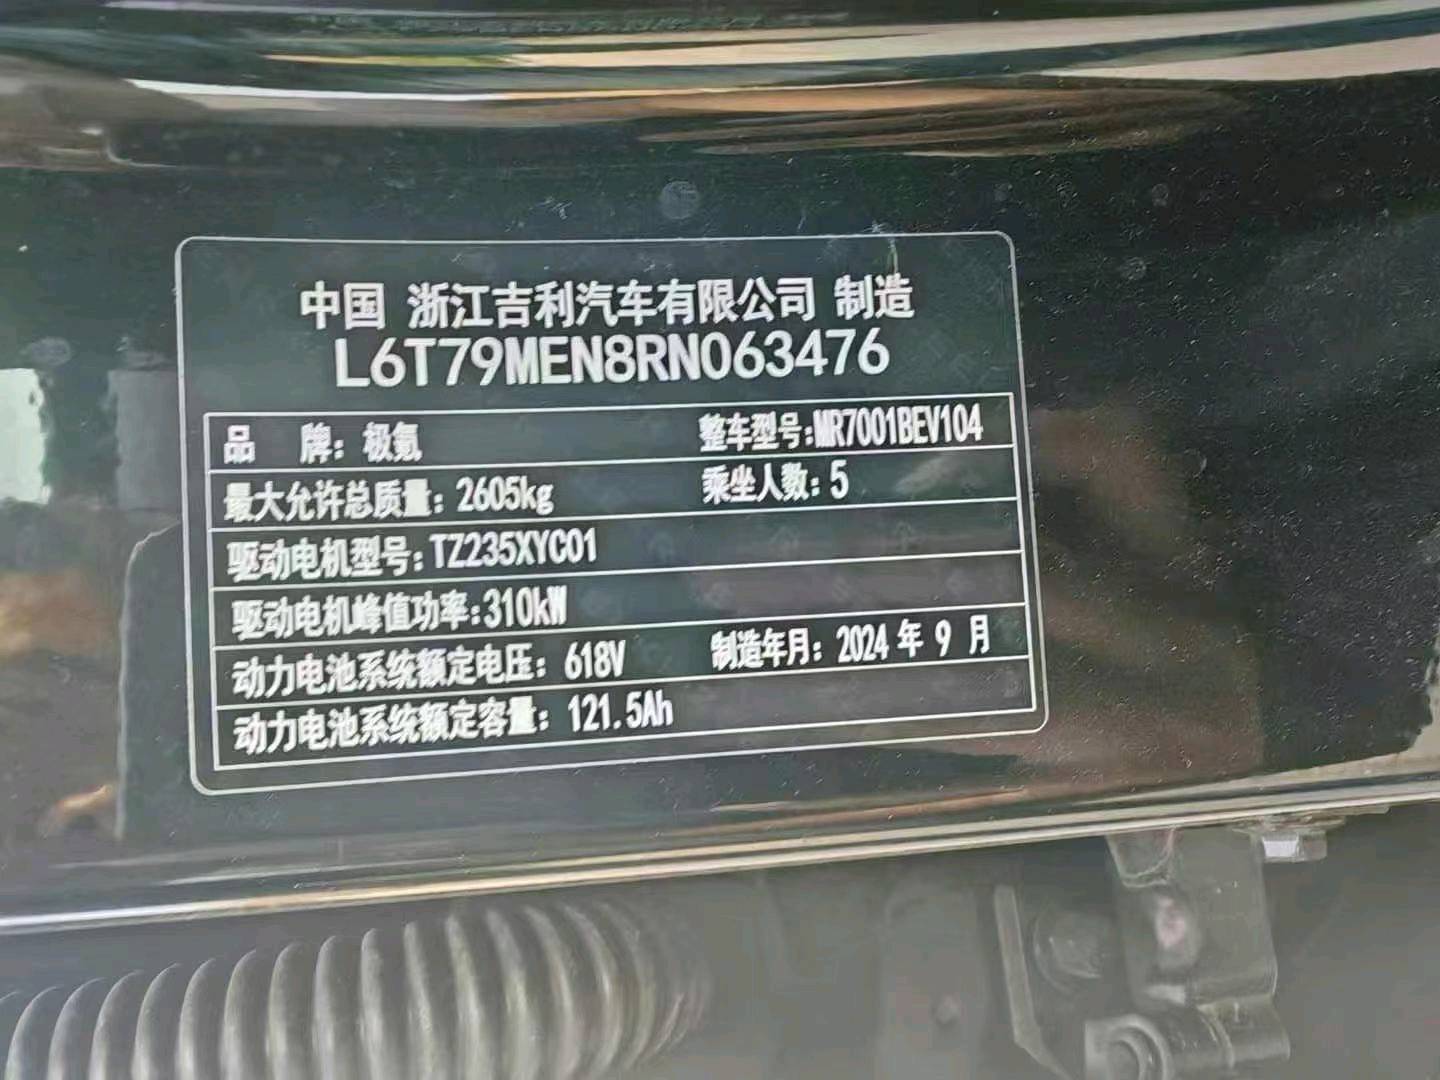 中国 浙江吉利汽车有限公司 制造
L6T79MEN8RN063476
品 牌：极氪 整车型号：MR7001BEV104
最大允许总质量：2605kg 乘坐人数：5
驱动电机型号：TZ235XYC01
驱动电机峰值功率：310kW
动力电池系统额定电压：618V 制造年月：2024 年 9 月
动力电池系统额定容量：121.5Ah